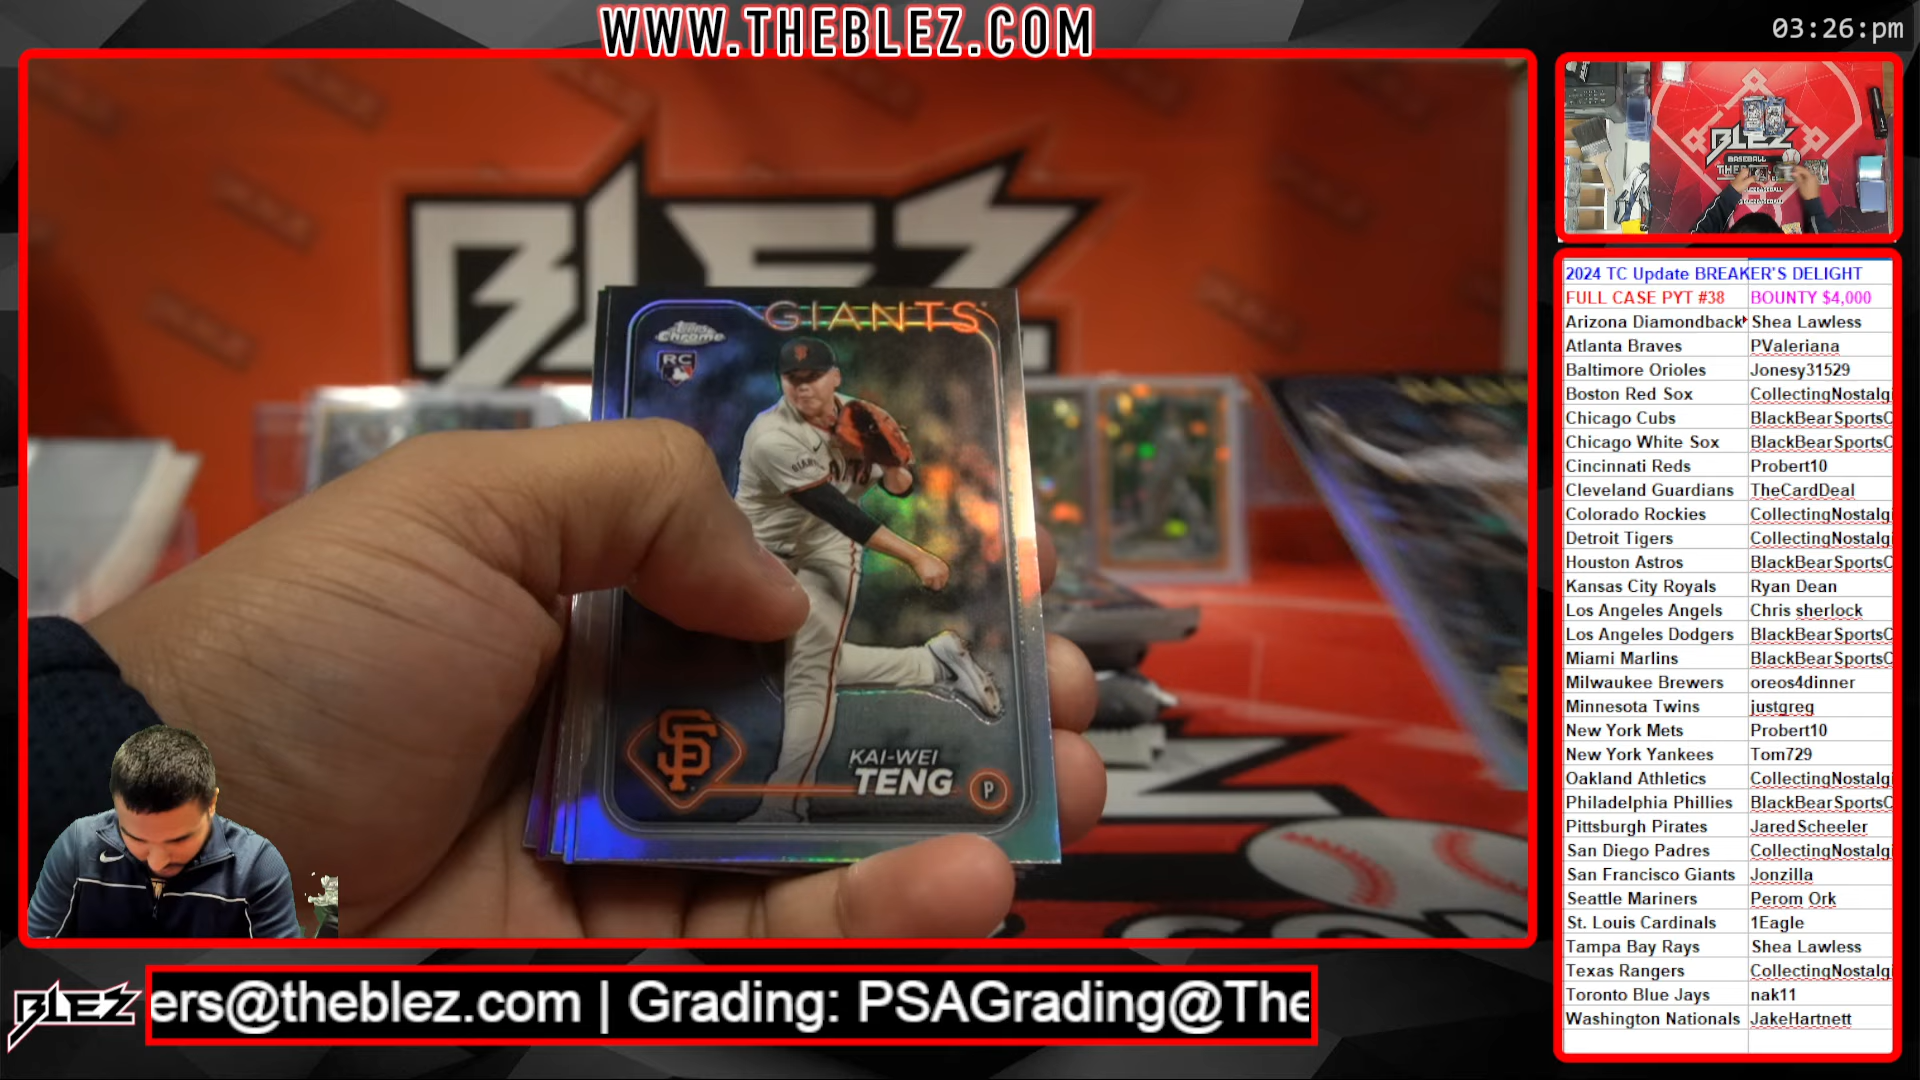 WWW.THEBLEZ.COM
03:26:pm
BLEZ
GIANTS
Topps
Chrome
RC
GIANTS
SF
KAI-WEI
TENG
P
BLEZ
BASEBALL
2024 TC Update BREAKER'S DELIGHT
FULL CASE PYT #38 BOUNTY $4,000
Arizona Diamondback Shea Lawless
Atlanta Braves PValeriana
Baltimore Orioles Jonesy31529
Boston Red Sox CollectingNostalgi
Chicago Cubs BlackBearSportsC
Chicago White Sox BlackBearSportsC
Cincinnati Reds Probert10
Cleveland Guardians TheCardDeal
Colorado Rockies CollectingNostalgi
Detroit Tigers CollectingNostalgi
Houston Astros BlackBearSportsC
Kansas City Royals Ryan Dean
Los Angeles Angels Chris sherlock
Los Angeles Dodgers BlackBearSportsC
Miami Marlins BlackBearSportsC
Milwaukee Brewers oreos4dinner
Minnesota Twins justgreg
New York Mets Probert10
New York Yankees Tom729
Oakland Athletics CollectingNostalgi
Philadelphia Phillies BlackBearSportsC
Pittsburgh Pirates JaredScheeler
San Diego Padres CollectingNostalgi
San Francisco Giants Jonzilla
Seattle Mariners Perom Ork
St. Louis Cardinals 1Eagle
Tampa Bay Rays Shea Lawless
Texas Rangers CollectingNostalgi
Toronto Blue Jays nak11
Washington Nationals JakeHartnett
BLEZ
ers@theblez.com | Grading: PSAGrading@The